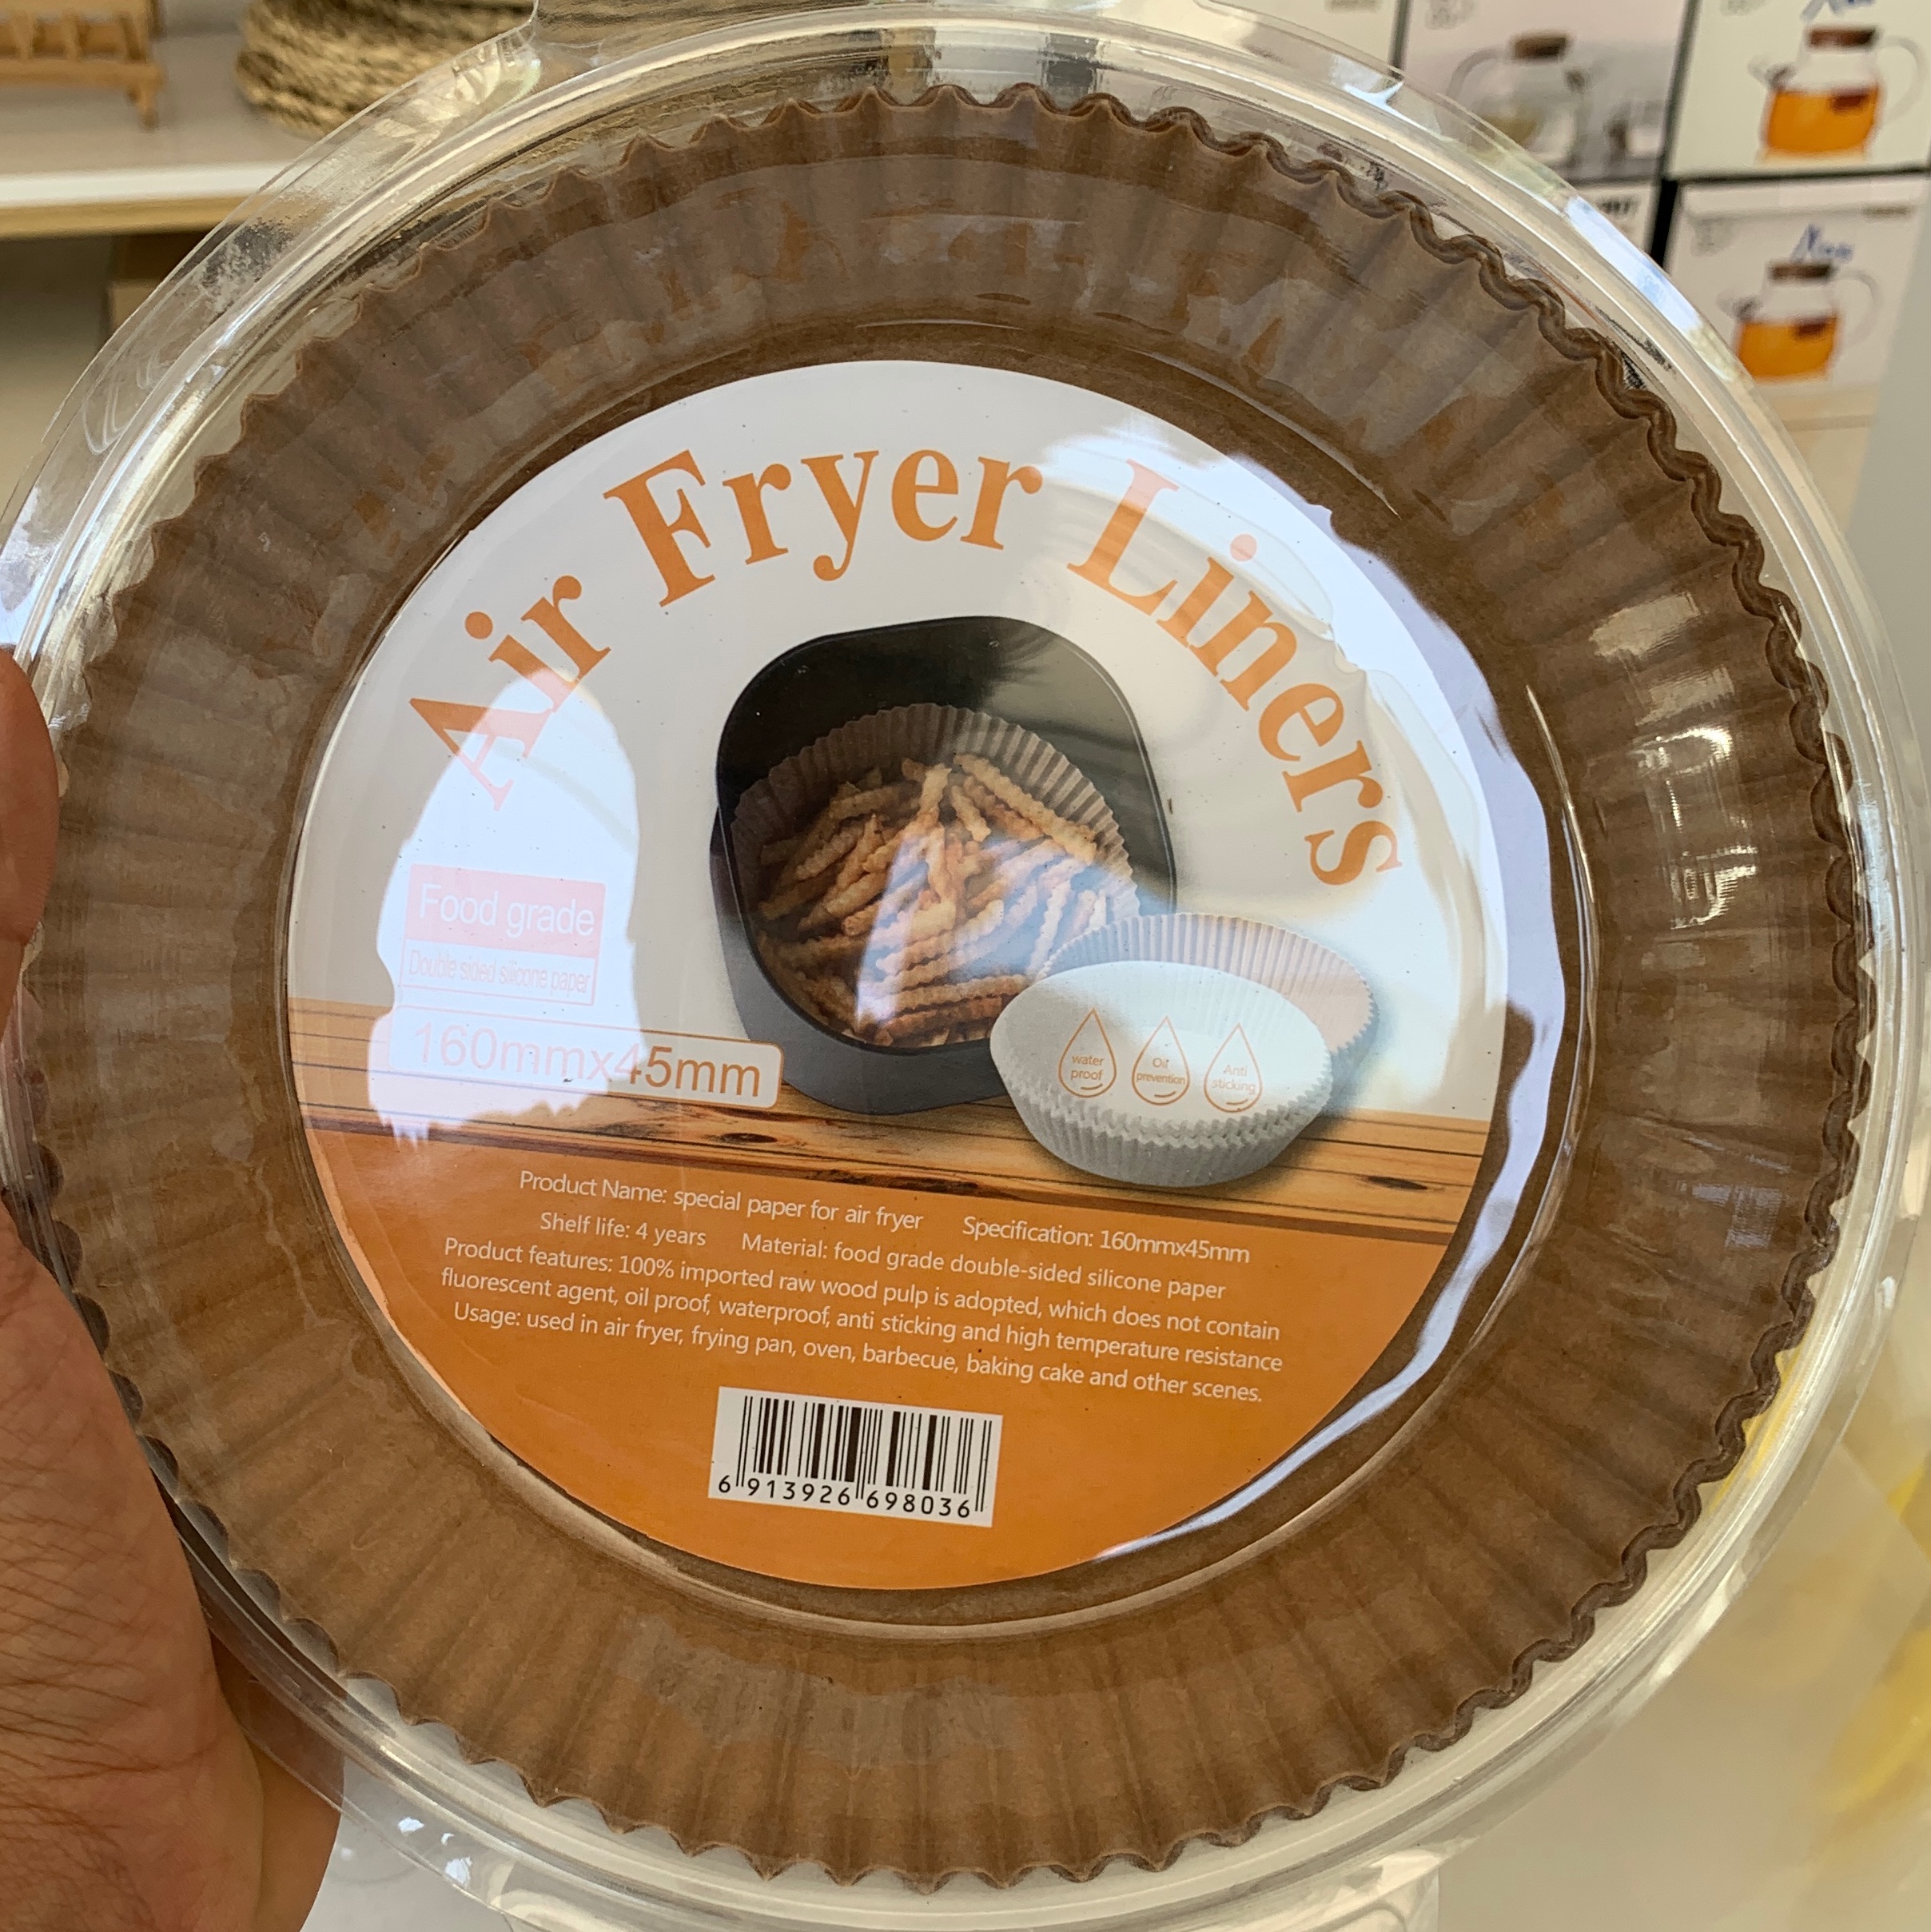 Air Fryer Liners
Food grade
Double sided silicone paper
160mmx45mm
water
proof
Oil
prevention
Anti
sticking
Product Name: special paper for air fryer Specification: 160mmx45mm
Shelf life: 4 years Material: food grade double-sided silicone paper
Product features: 100% imported raw wood pulp is adopted, which does not contain
fluorescent agent, oil proof, waterproof, anti sticking and high temperature resistance
Usage: used in air fryer, frying pan, oven, barbecue, baking cake and other scenes.
6 913926 698036